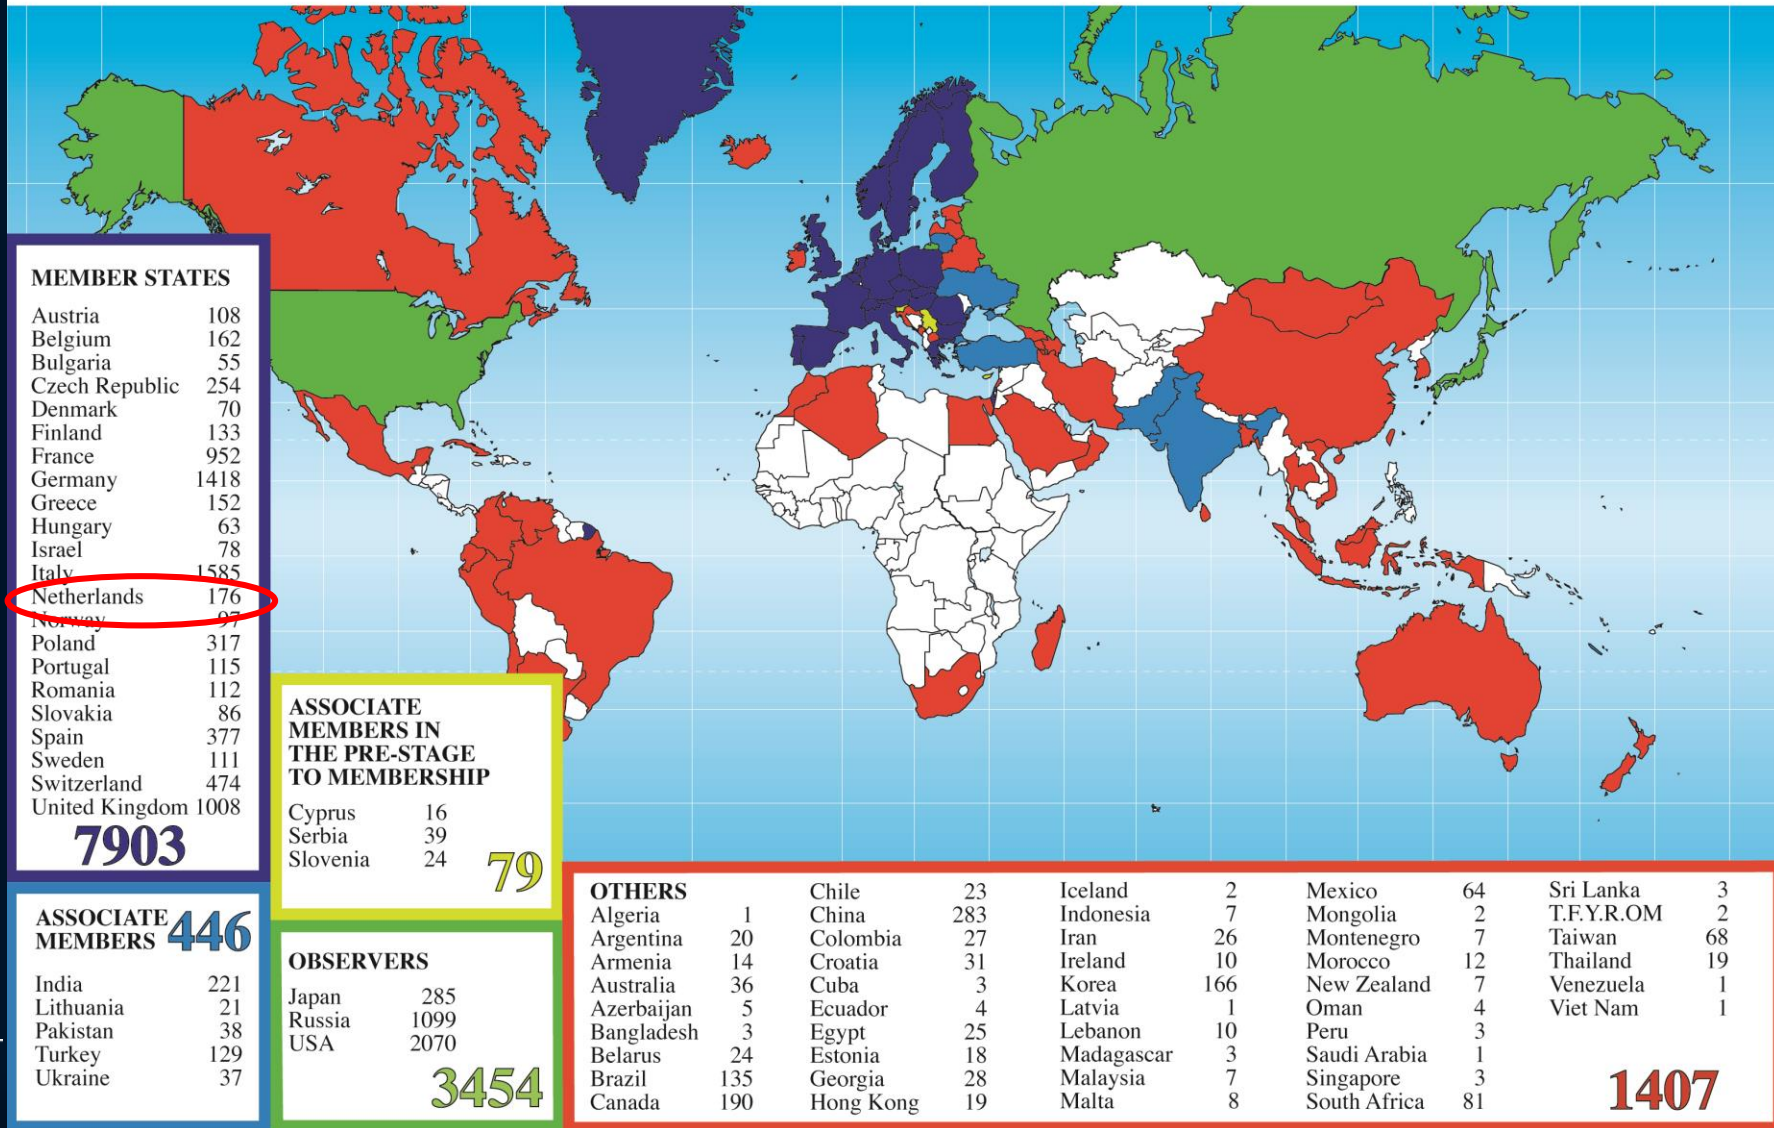 MEMBER STATES
Austria 108
Belgium 162
Bulgaria 55
Czech Republic 254
Denmark 70
Finland 133
France 952
Germany 1418
Greece 152
Hungary 63
Israel 78
Italy 1585
Netherlands 176
Norway 97
Poland 317
Portugal 115
Romania 112
Slovakia 86
Spain 377
Sweden 111
Switzerland 474
United Kingdom 1008
7903
ASSOCIATE
MEMBERS
446
India 221
Lithuania 21
Pakistan 38
Turkey 129
Ukraine 37
ASSOCIATE
MEMBERS IN
THE PRE-STAGE
TO MEMBERSHIP
Cyprus 16
Serbia 39
Slovenia 24
79
OBSERVERS
Japan 285
Russia 1099
USA 2070
3454
OTHERS
Algeria 1
Argentina 20
Armenia 14
Australia 36
Azerbaijan 5
Bangladesh 3
Belarus 24
Brazil 135
Canada 190
Chile 23
China 283
Colombia 27
Croatia 31
Cuba 3
Ecuador 4
Egypt 25
Estonia 18
Georgia 28
Hong Kong 19
Iceland 2
Indonesia 7
Iran 26
Ireland 10
Korea 166
Latvia 1
Lebanon 10
Madagascar 3
Malaysia 7
Malta 8
Mexico 64
Mongolia 2
Montenegro 7
Morocco 12
New Zealand 7
Oman 4
Peru 3
Saudi Arabia 1
Singapore 3
South Africa 81
Sri Lanka 3
T.F.Y.R.OM 2
Taiwan 68
Thailand 19
Venezuela 1
Viet Nam 1
1407